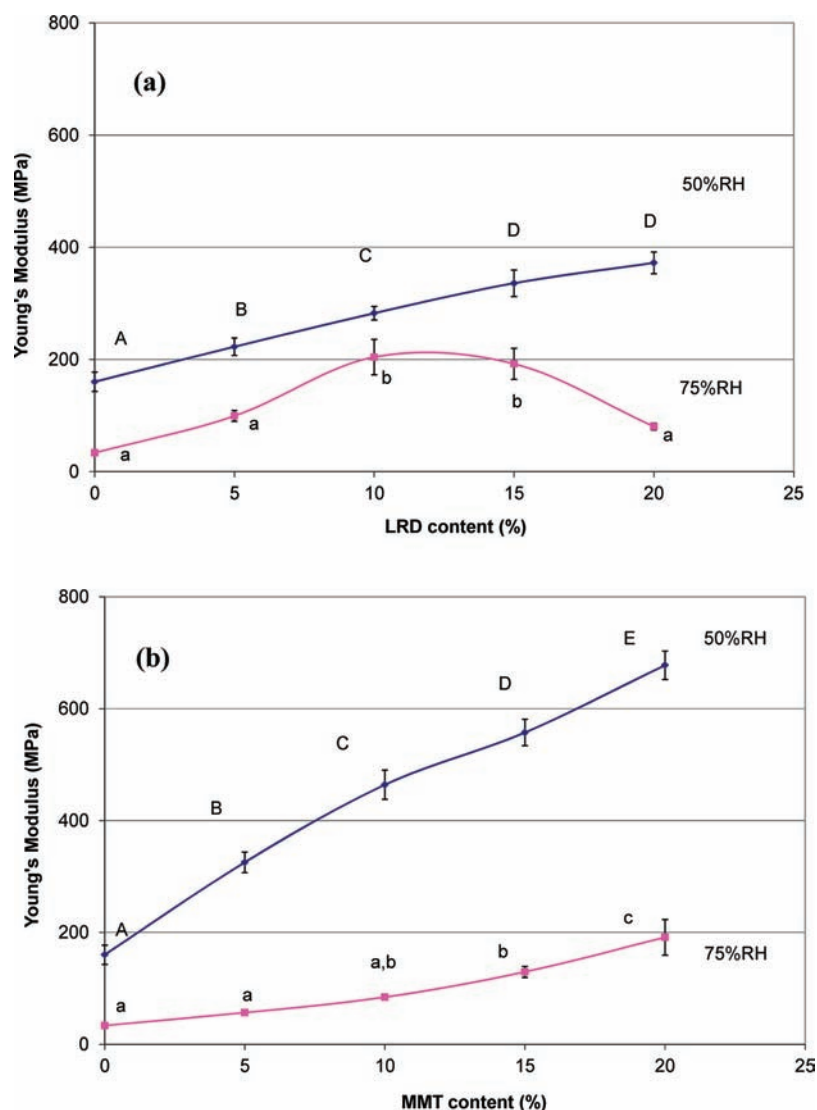 800
(a)
600
50%RH
D
D
400
C
B
A
75%RH
200
b
b
a
a
a
0
0 5 10 15 20 25
Young's Modulus (MPa)
LRD content (%)
800
(b)
E 50%RH
600
D
C
400
B
A
200
c
75%RH
b
a,b
a
a
0
0 5 10 15 20 25
Young's Modulus (MPa)
MMT content (%)